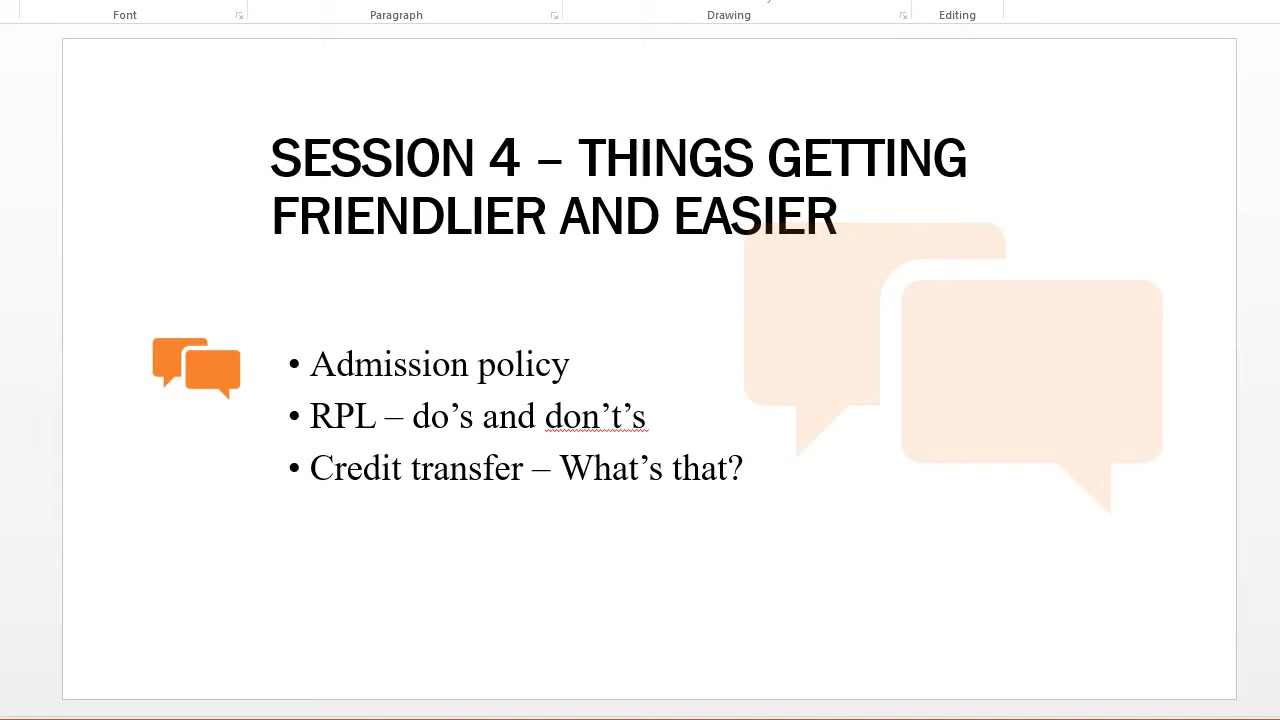 Font Paragraph Drawing Editing
SESSION 4 – THINGS GETTING
FRIENDLIER AND EASIER
• Admission policy
• RPL – do’s and don’t’s
• Credit transfer – What’s that?